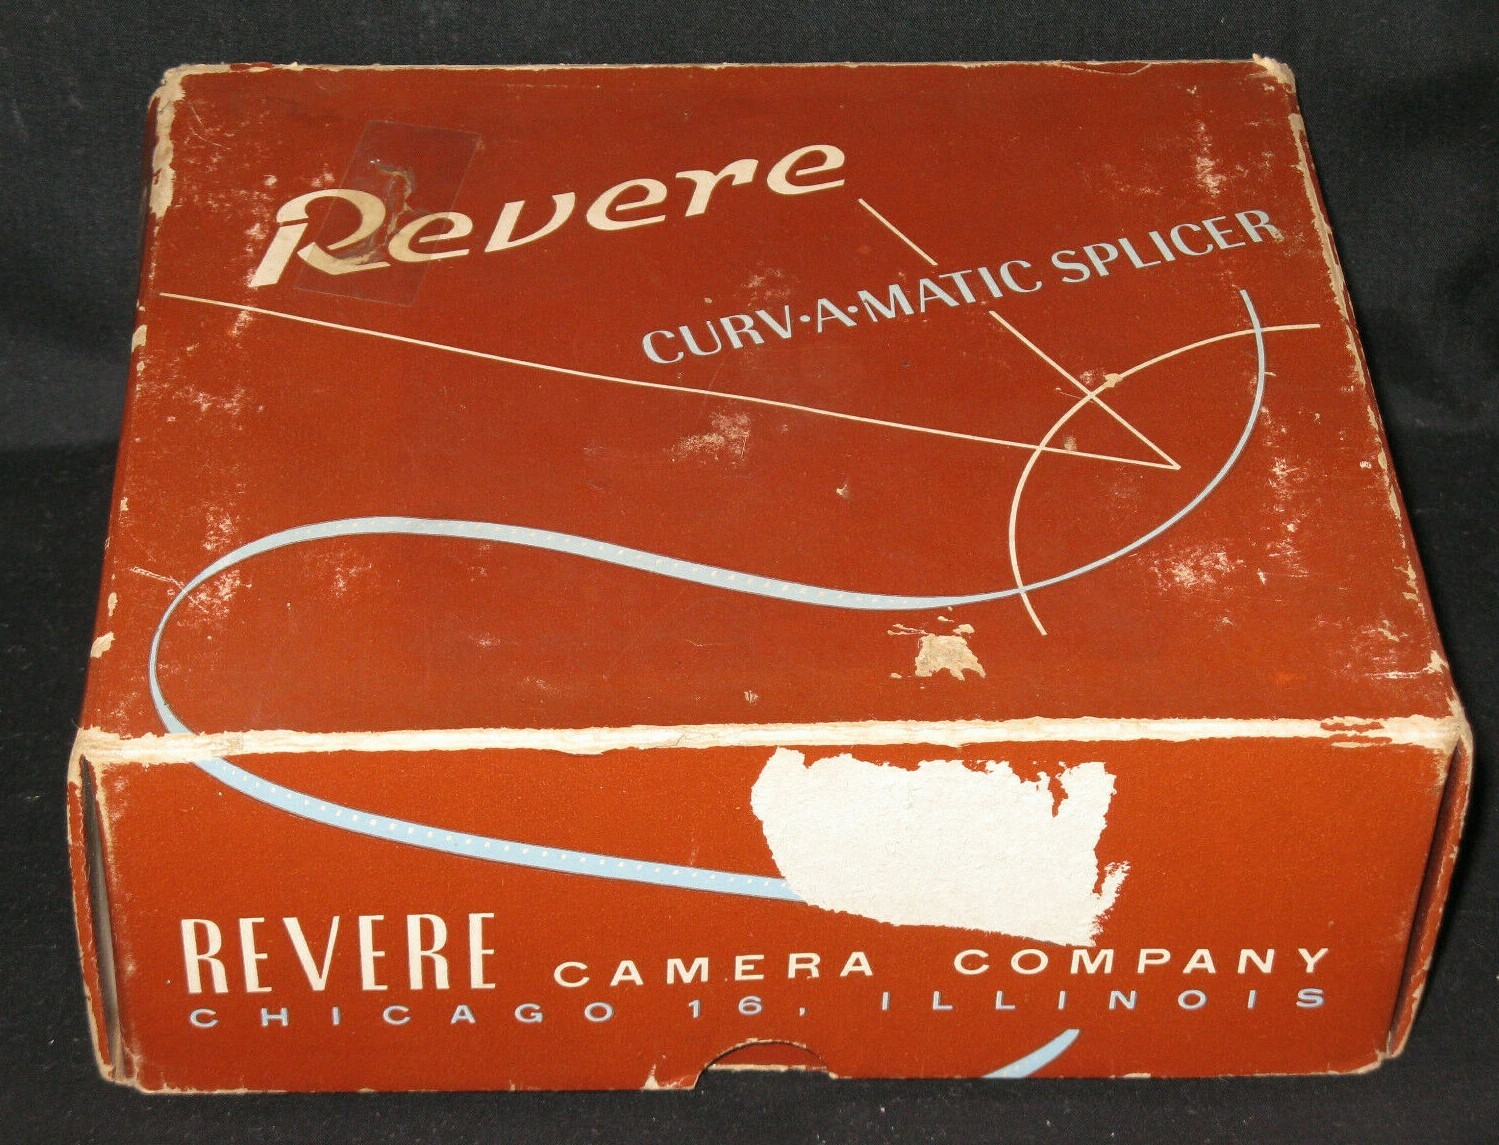 Revere
CURV·A·MATIC SPLICER
REVERE CAMERA COMPANY
CHICAGO 16, ILLINOIS